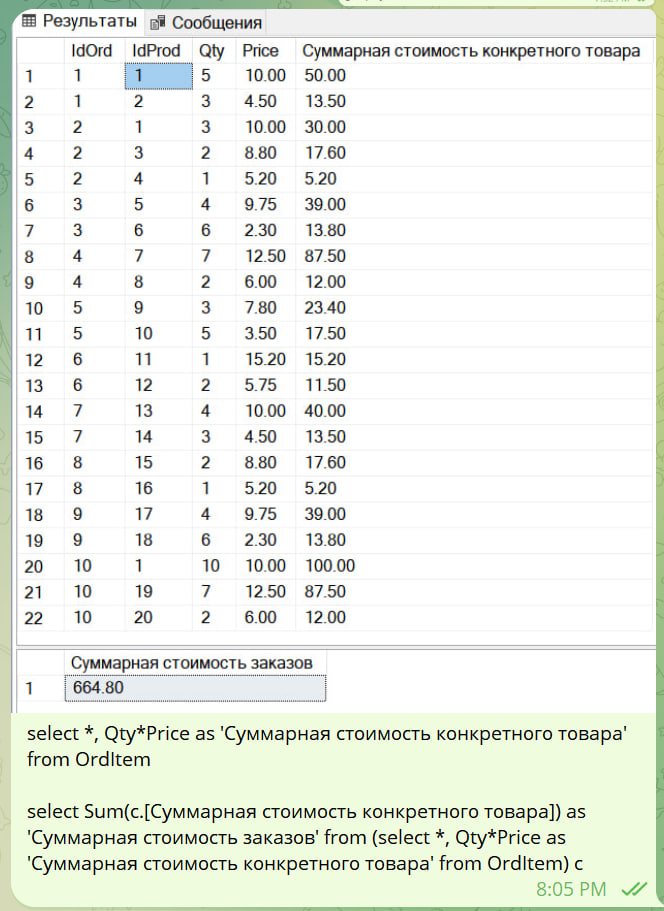 Результаты Сообщения
IdOrd IdProd Qty Price Суммарная стоимость конкретного товара
1 1 1 5 10.00 50.00
2 1 2 3 4.50 13.50
3 2 1 3 10.00 30.00
4 2 3 2 8.80 17.60
5 2 4 1 5.20 5.20
6 3 5 4 9.75 39.00
7 3 6 6 2.30 13.80
8 4 7 7 12.50 87.50
9 4 8 2 6.00 12.00
10 5 9 3 7.80 23.40
11 5 10 5 3.50 17.50
12 6 11 1 15.20 15.20
13 6 12 2 5.75 11.50
14 7 13 4 10.00 40.00
15 7 14 3 4.50 13.50
16 8 15 2 8.80 17.60
17 8 16 1 5.20 5.20
18 9 17 4 9.75 39.00
19 9 18 6 2.30 13.80
20 10 1 10 10.00 100.00
21 10 19 7 12.50 87.50
22 10 20 2 6.00 12.00
Суммарная стоимость заказов
1 664.80
select *, Qty*Price as 'Суммарная стоимость конкретного товара'
from OrdItem
select Sum(c.[Суммарная стоимость конкретного товара]) as
'Суммарная стоимость заказов' from (select *, Qty*Price as
'Суммарная стоимость конкретного товара' from OrdItem) c
8:05 PM